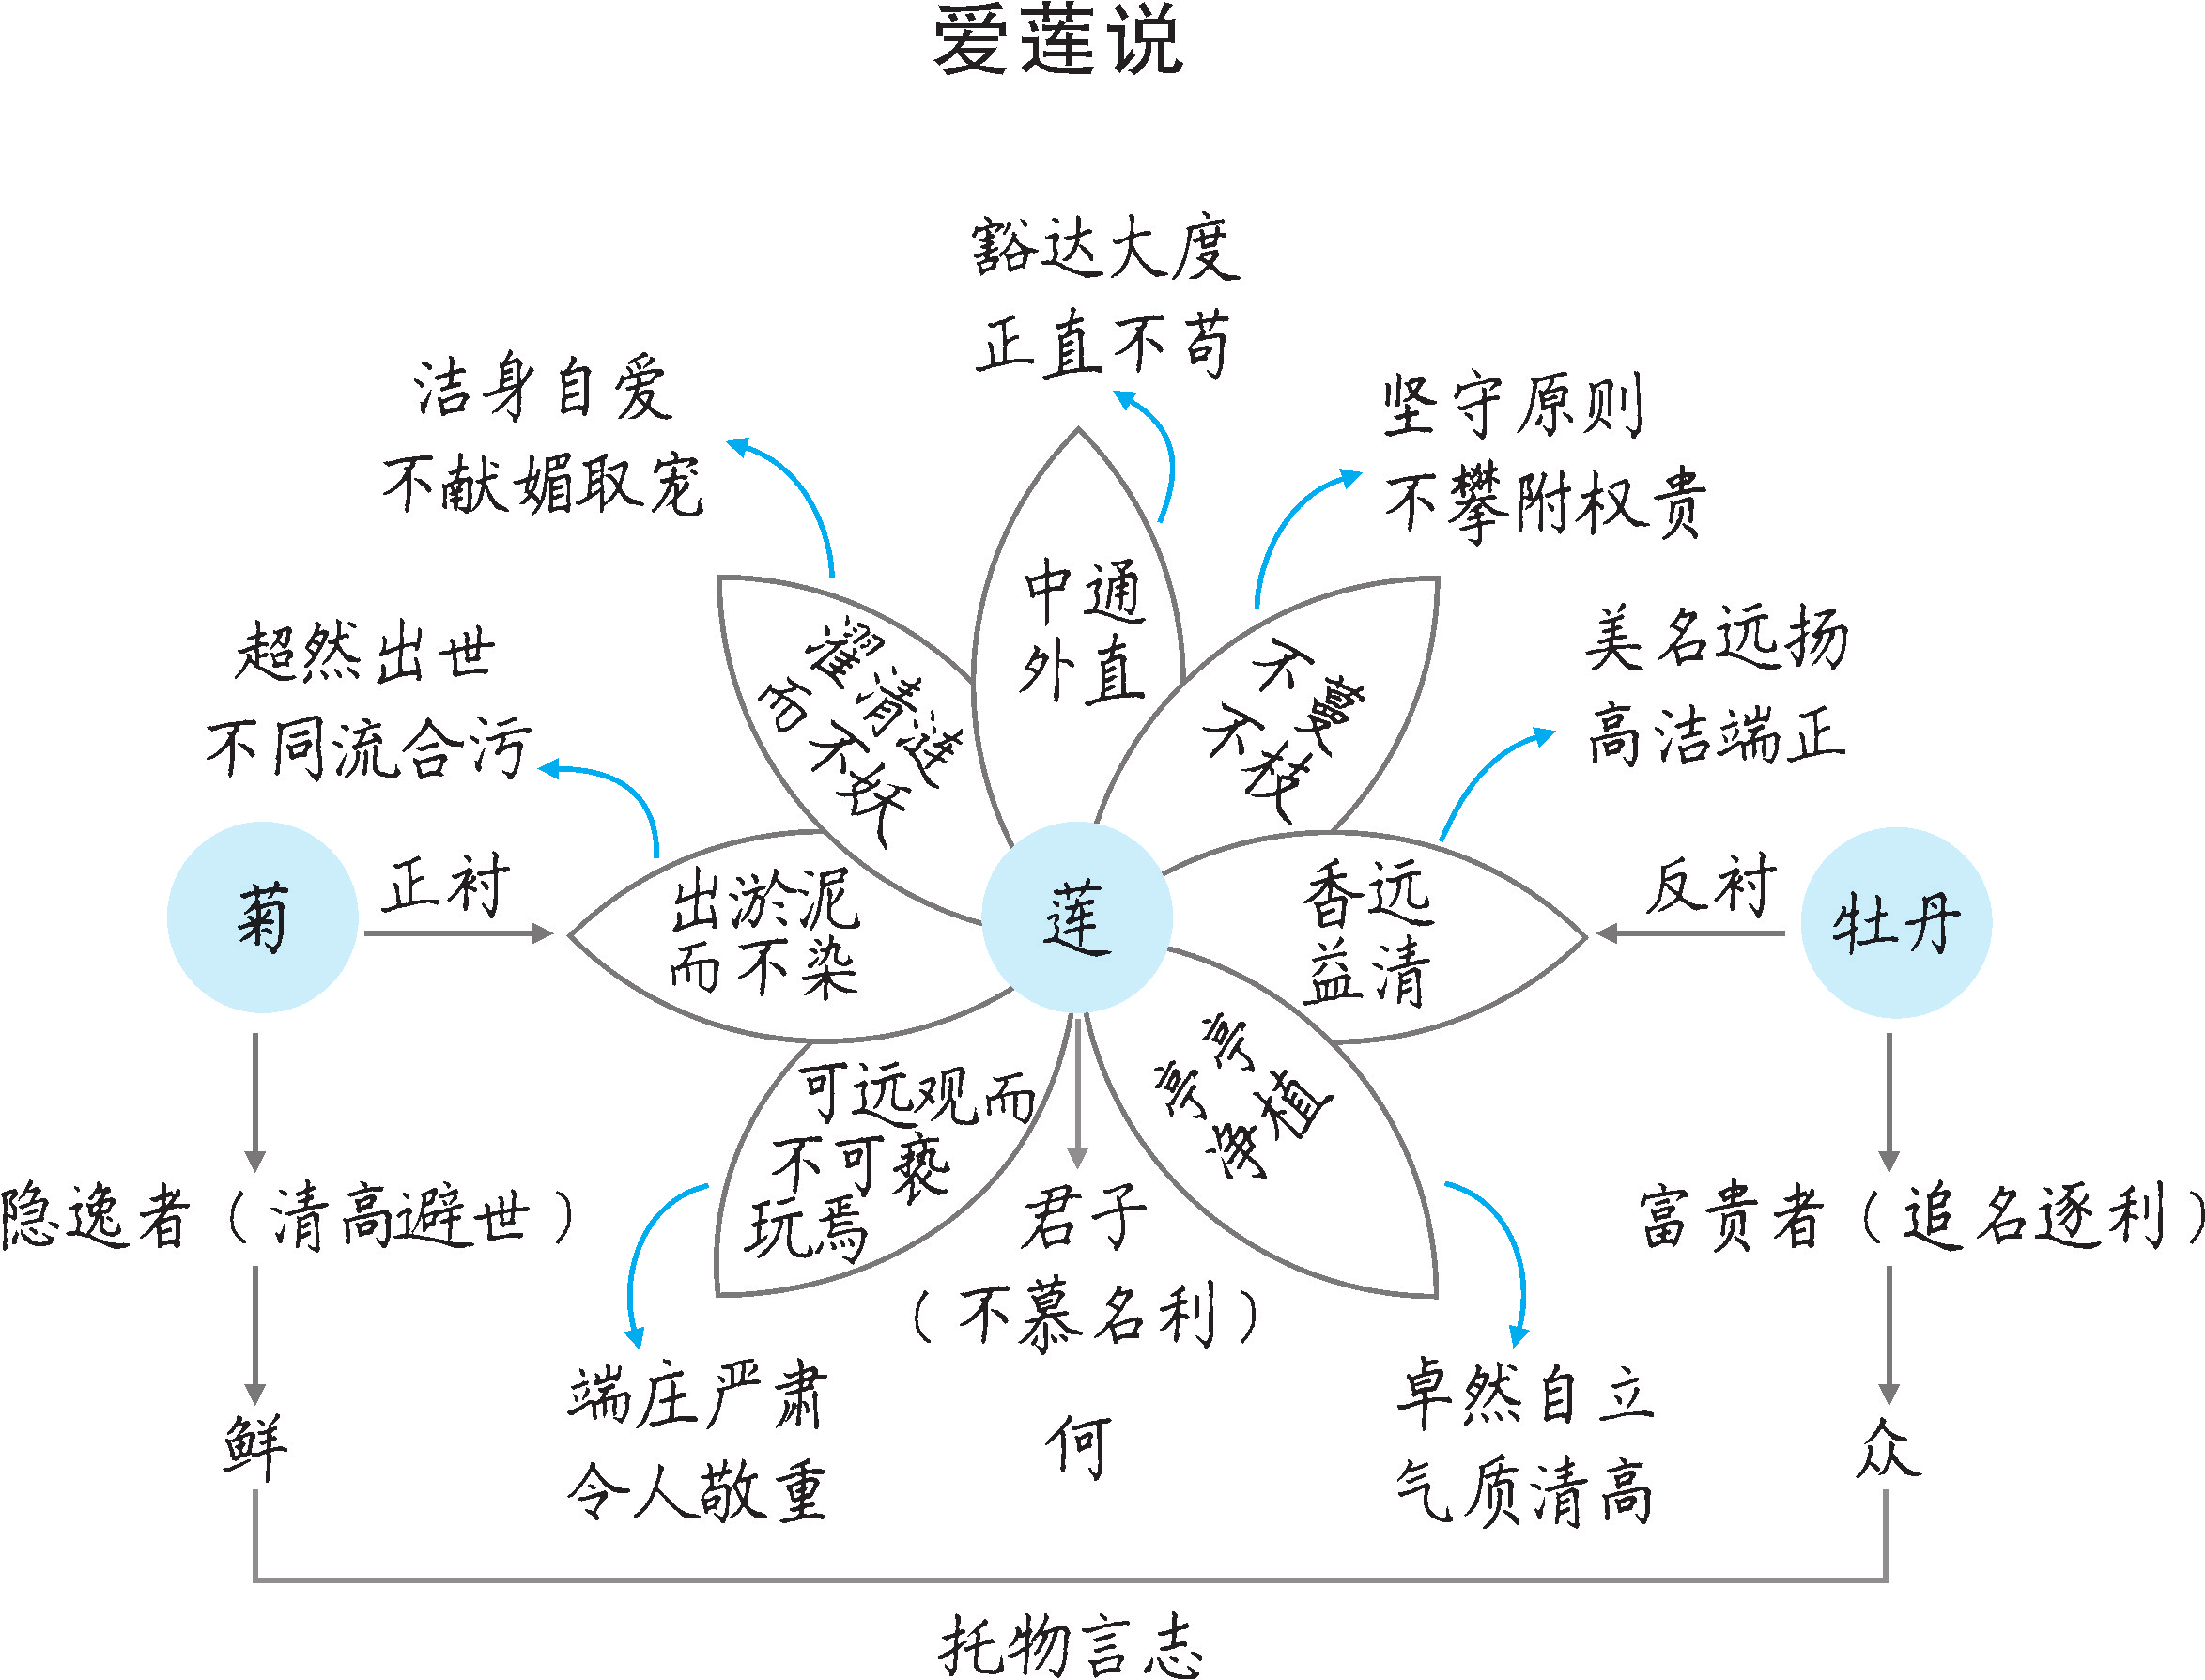 爱莲说
豁达大度
正直不苟
洁身自爱
不献媚取宠
坚守原则
不攀附权贵
中通
外直
濯清涟
而不妖
不蔓
不枝
超然出世
不同流合污
美名远扬
高洁端正
菊
正衬
出淤泥
而不染
莲
香远
益清
反衬
牡丹
可远观而
不可亵
玩焉
亭亭
净植
隐逸者（清高避世）
君子
（不慕名利）
富贵者（追名逐利）
端庄严肃
令人敬重
卓然自立
气质清高
鲜
何
众
托物言志